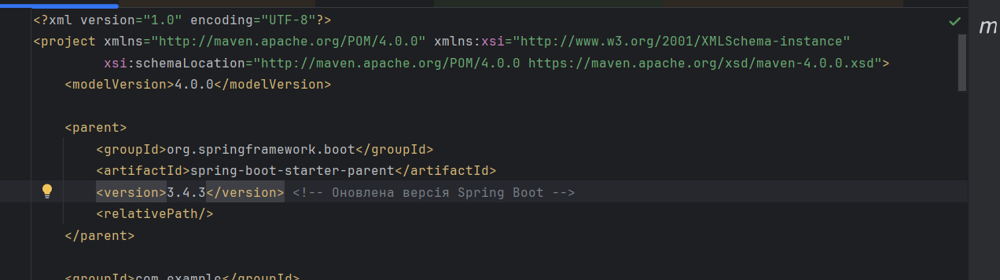 <?xml version="1.0" encoding="UTF-8"?>
<project xmlns="http://maven.apache.org/POM/4.0.0" xmlns:xsi="http://www.w3.org/2001/XMLSchema-instance"
xsi:schemaLocation="http://maven.apache.org/POM/4.0.0 https://maven.apache.org/xsd/maven-4.0.0.xsd">
<modelVersion>4.0.0</modelVersion>
<parent>
<groupId>org.springframework.boot</groupId>
<artifactId>spring-boot-starter-parent</artifactId>
<version>3.4.3</version> <!-- Оновлена версія Spring Boot -->
<relativePath/>
</parent>
<groupId>com.example</groupId>
m